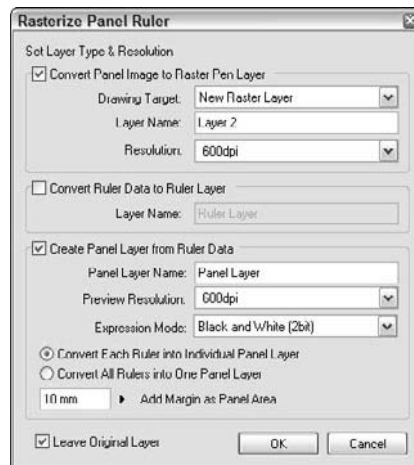 Rasterize Panel Ruler
Set Layer Type & Resolution
Convert Panel Image to Raster Pen Layer
Drawing Target: New Raster Layer
Layer Name: Layer 2
Resolution: 600dpi
Convert Ruler Data to Ruler Layer
Layer Name: Ruler Layer
Create Panel Layer from Ruler Data
Panel Layer Name: Panel Layer
Preview Resolution: 600dpi
Expression Mode: Black and White (2bit)
Convert Each Ruler into Individual Panel Layer
Convert All Rulers into One Panel Layer
10 mm Add Margin as Panel Area
Leave Original Layer OK Cancel